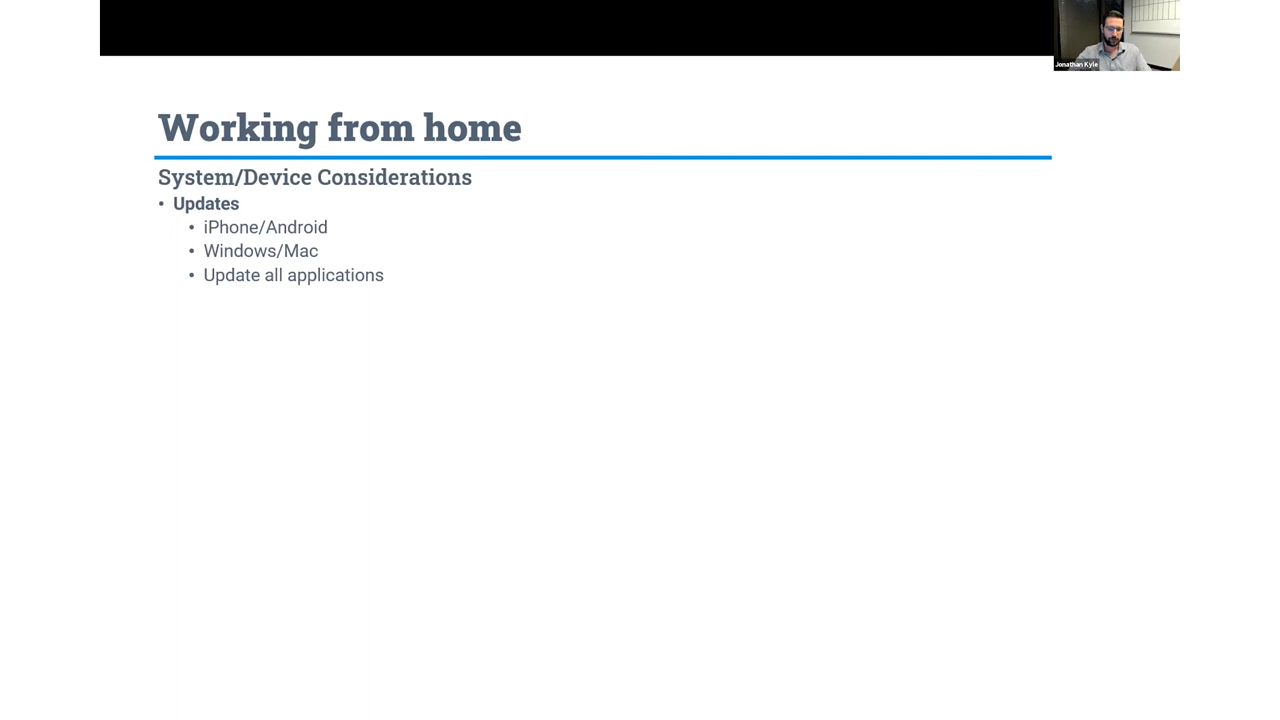 Jonathan Kyle
Working from home
System/Device Considerations
• Updates
• iPhone/Android
• Windows/Mac
• Update all applications